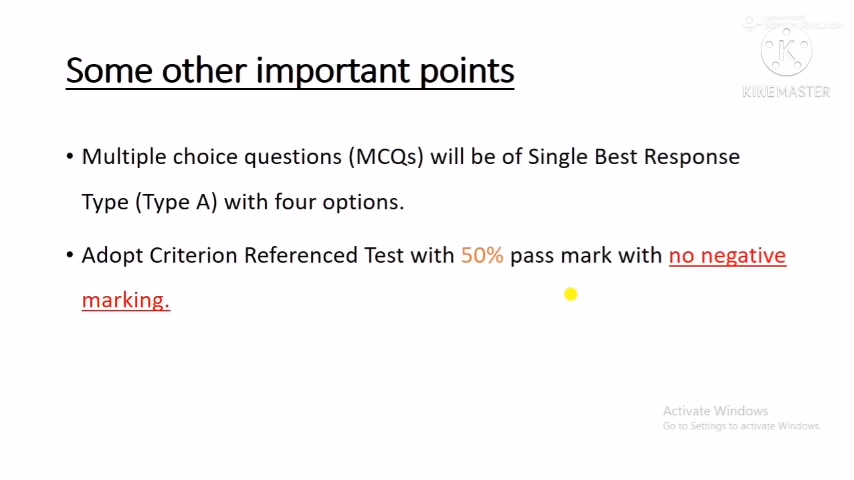 Some other important points
KINEMASTER
• Multiple choice questions (MCQs) will be of Single Best Response
Type (Type A) with four options.
• Adopt Criterion Referenced Test with 50% pass mark with no negative
marking.
Activate Windows
Go to Settings to activate Windows.